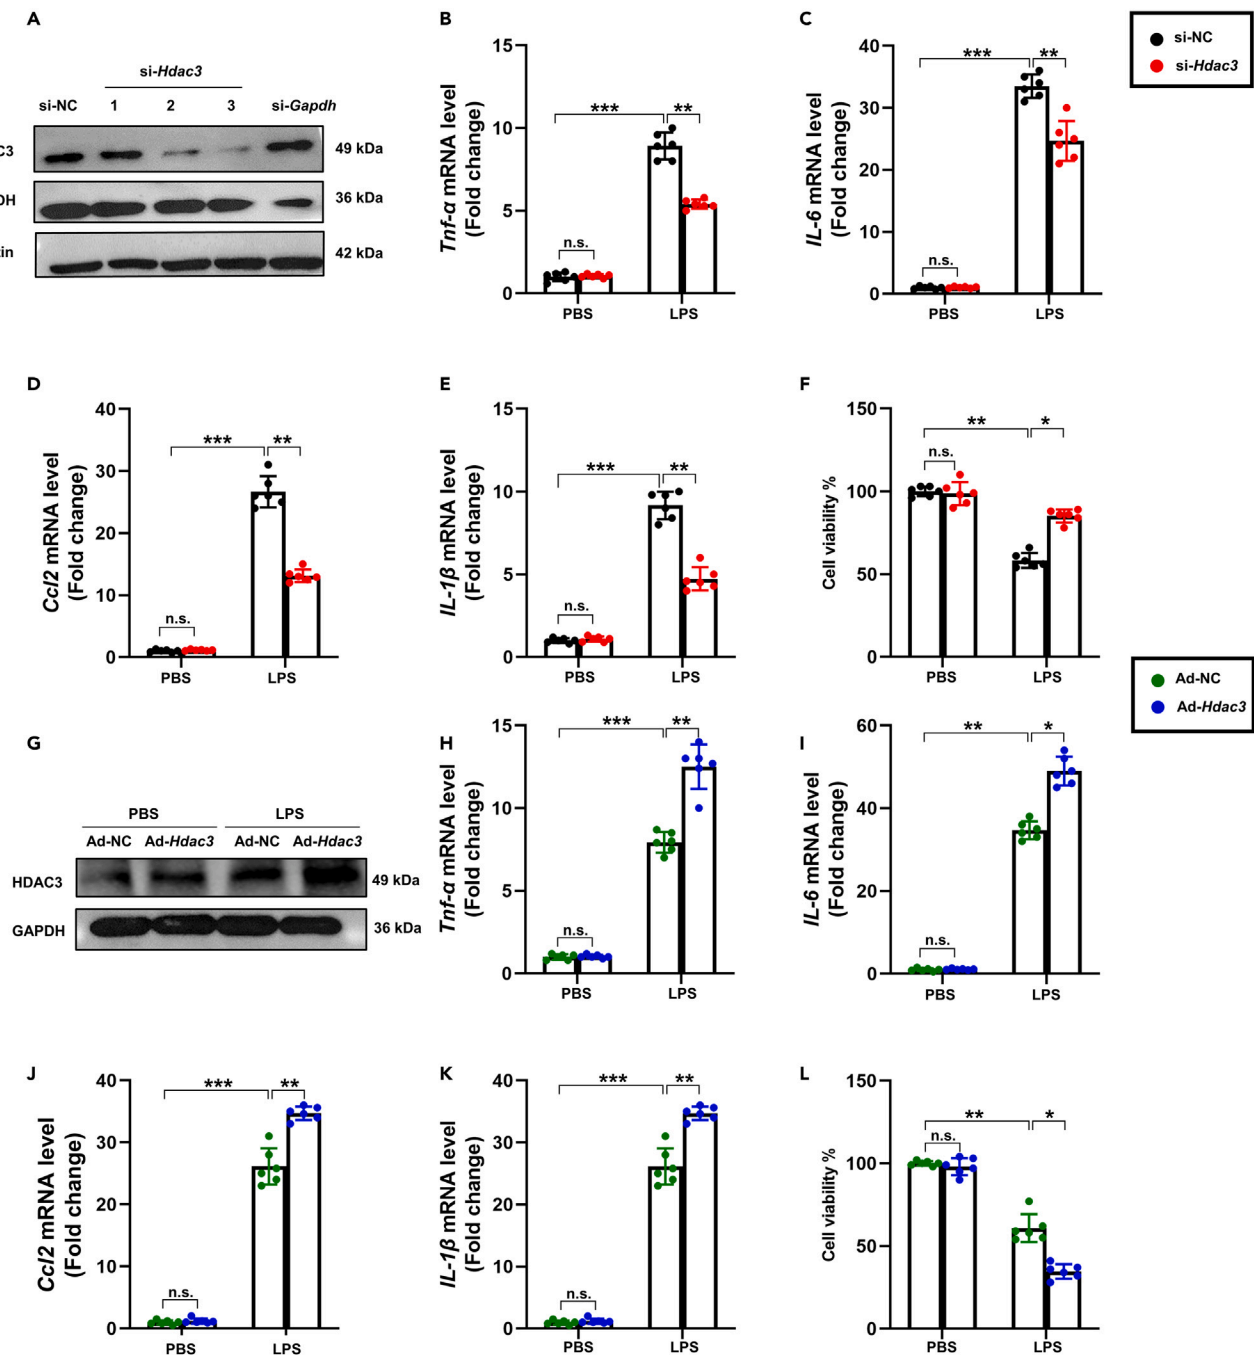 A
si-Hdac3
si-NC 1 2 3 si-Gapdh
C3 49 kDa
DH 36 kDa
tin 42 kDa
B
Tnf-α mRNA level
(Fold change)
15
10
5
0
***
**
n.s.
PBS LPS
C
IL-6 mRNA level
(Fold change)
40
30
20
10
0
***
**
n.s.
PBS LPS
si-NC
si-Hdac3
D
Ccl2 mRNA level
(Fold change)
40
30
20
10
0
***
**
n.s.
PBS LPS
E
IL-1β mRNA level
(Fold change)
15
10
5
0
***
**
n.s.
PBS LPS
F
Cell viability %
150
100
50
0
**
*
n.s.
PBS LPS
Ad-NC
Ad-Hdac3
G
PBS LPS
Ad-NC Ad-Hdac3 Ad-NC Ad-Hdac3
HDAC3 49 kDa
GAPDH 36 kDa
H
Tnf-α mRNA level
(Fold change)
15
10
5
0
***
**
n.s.
PBS LPS
I
IL-6 mRNA level
(Fold change)
60
40
20
0
**
*
n.s.
PBS LPS
J
Ccl2 mRNA level
(Fold change)
40
30
20
10
0
***
**
n.s.
PBS LPS
K
IL-1β mRNA level
(Fold change)
40
30
20
10
0
***
**
n.s.
PBS LPS
L
Cell viability %
150
100
50
0
**
*
n.s.
PBS LPS